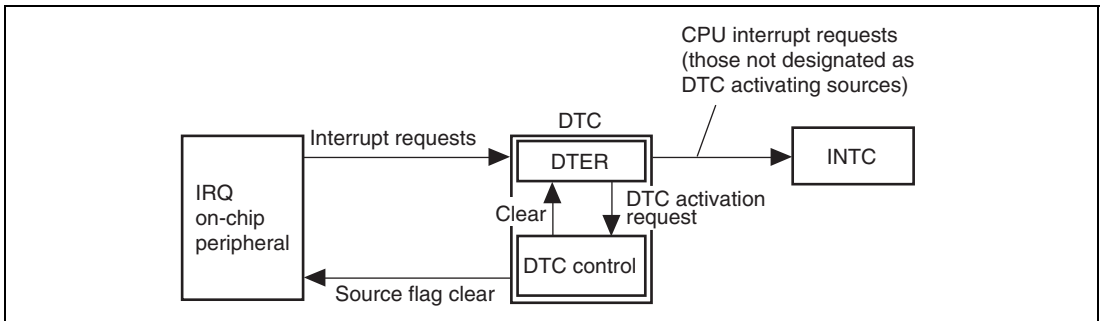 CPU interrupt requests
(those not designated as
DTC activating sources)
DTC
Interrupt requests
DTER
INTC
IRQ
on-chip
peripheral
Clear
DTC activation
request
DTC control
Source flag clear